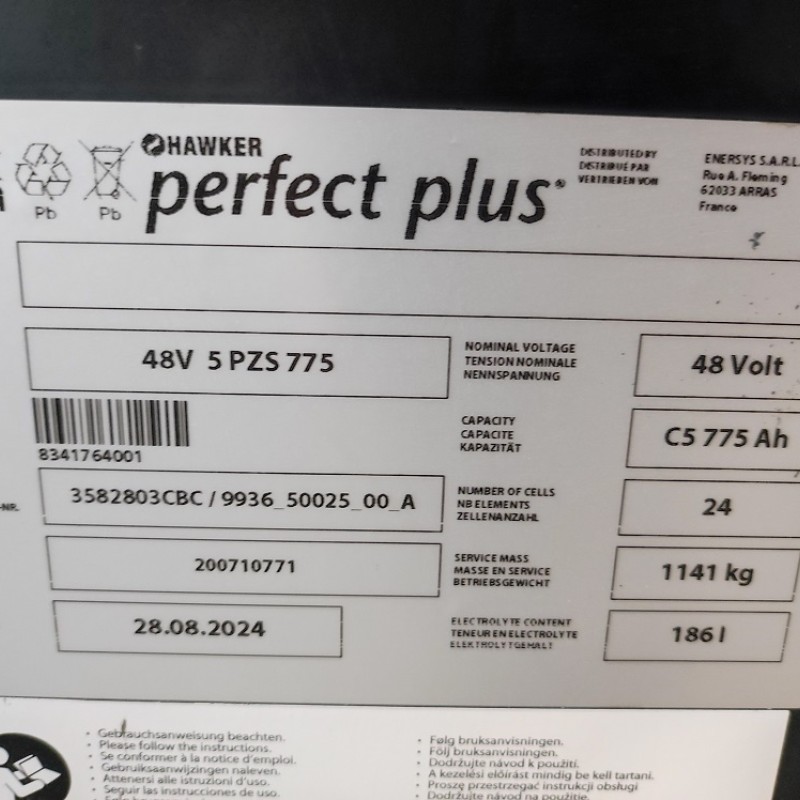 HAWKER
perfect plus®
Pb
Pb
DISTRIBUTED BY
DISTRIBUÉ PAR
VERTRIEBEN VON
ENERSYS S.A.R.L.
Rue A. Fleming
62033 ARRAS
France
48V 5 PZS 775
NOMINAL VOLTAGE
TENSION NOMINALE
NENNSPANNUNG
48 Volt
8341764001
CAPACITY
CAPACITE
KAPAZITÄT
C5 775 Ah
-NR.
3582803CBC / 9936_50025_00_A
NUMBER OF CELLS
NB ELEMENTS
ZELLENANZAHL
24
200710771
SERVICE MASS
MASSE EN SERVICE
BETRIEBSGEWICHT
1141 kg
28.08.2024
ELECTROLYTE CONTENT
TENEUR EN ELECTROLYTE
ELEKTROLYTGEHALT
186 l
• Gebrauchsanweisung beachten.
• Please follow the instructions.
• Se conformer à la notice d'emploi.
• Gebruiksaanwijzingen naleven.
• Attenersi alle istruzioni d'uso.
• Seguir las instrucciones de uso.
• Følg bruksanvisningen.
• Följ bruksanvisningen.
• Dodržujte návod k použití.
• A kezelési előírást mindig be kell tartani.
• Proszę przestrzegać instrukcji obsługi
• Dodržujte návod na použitie.